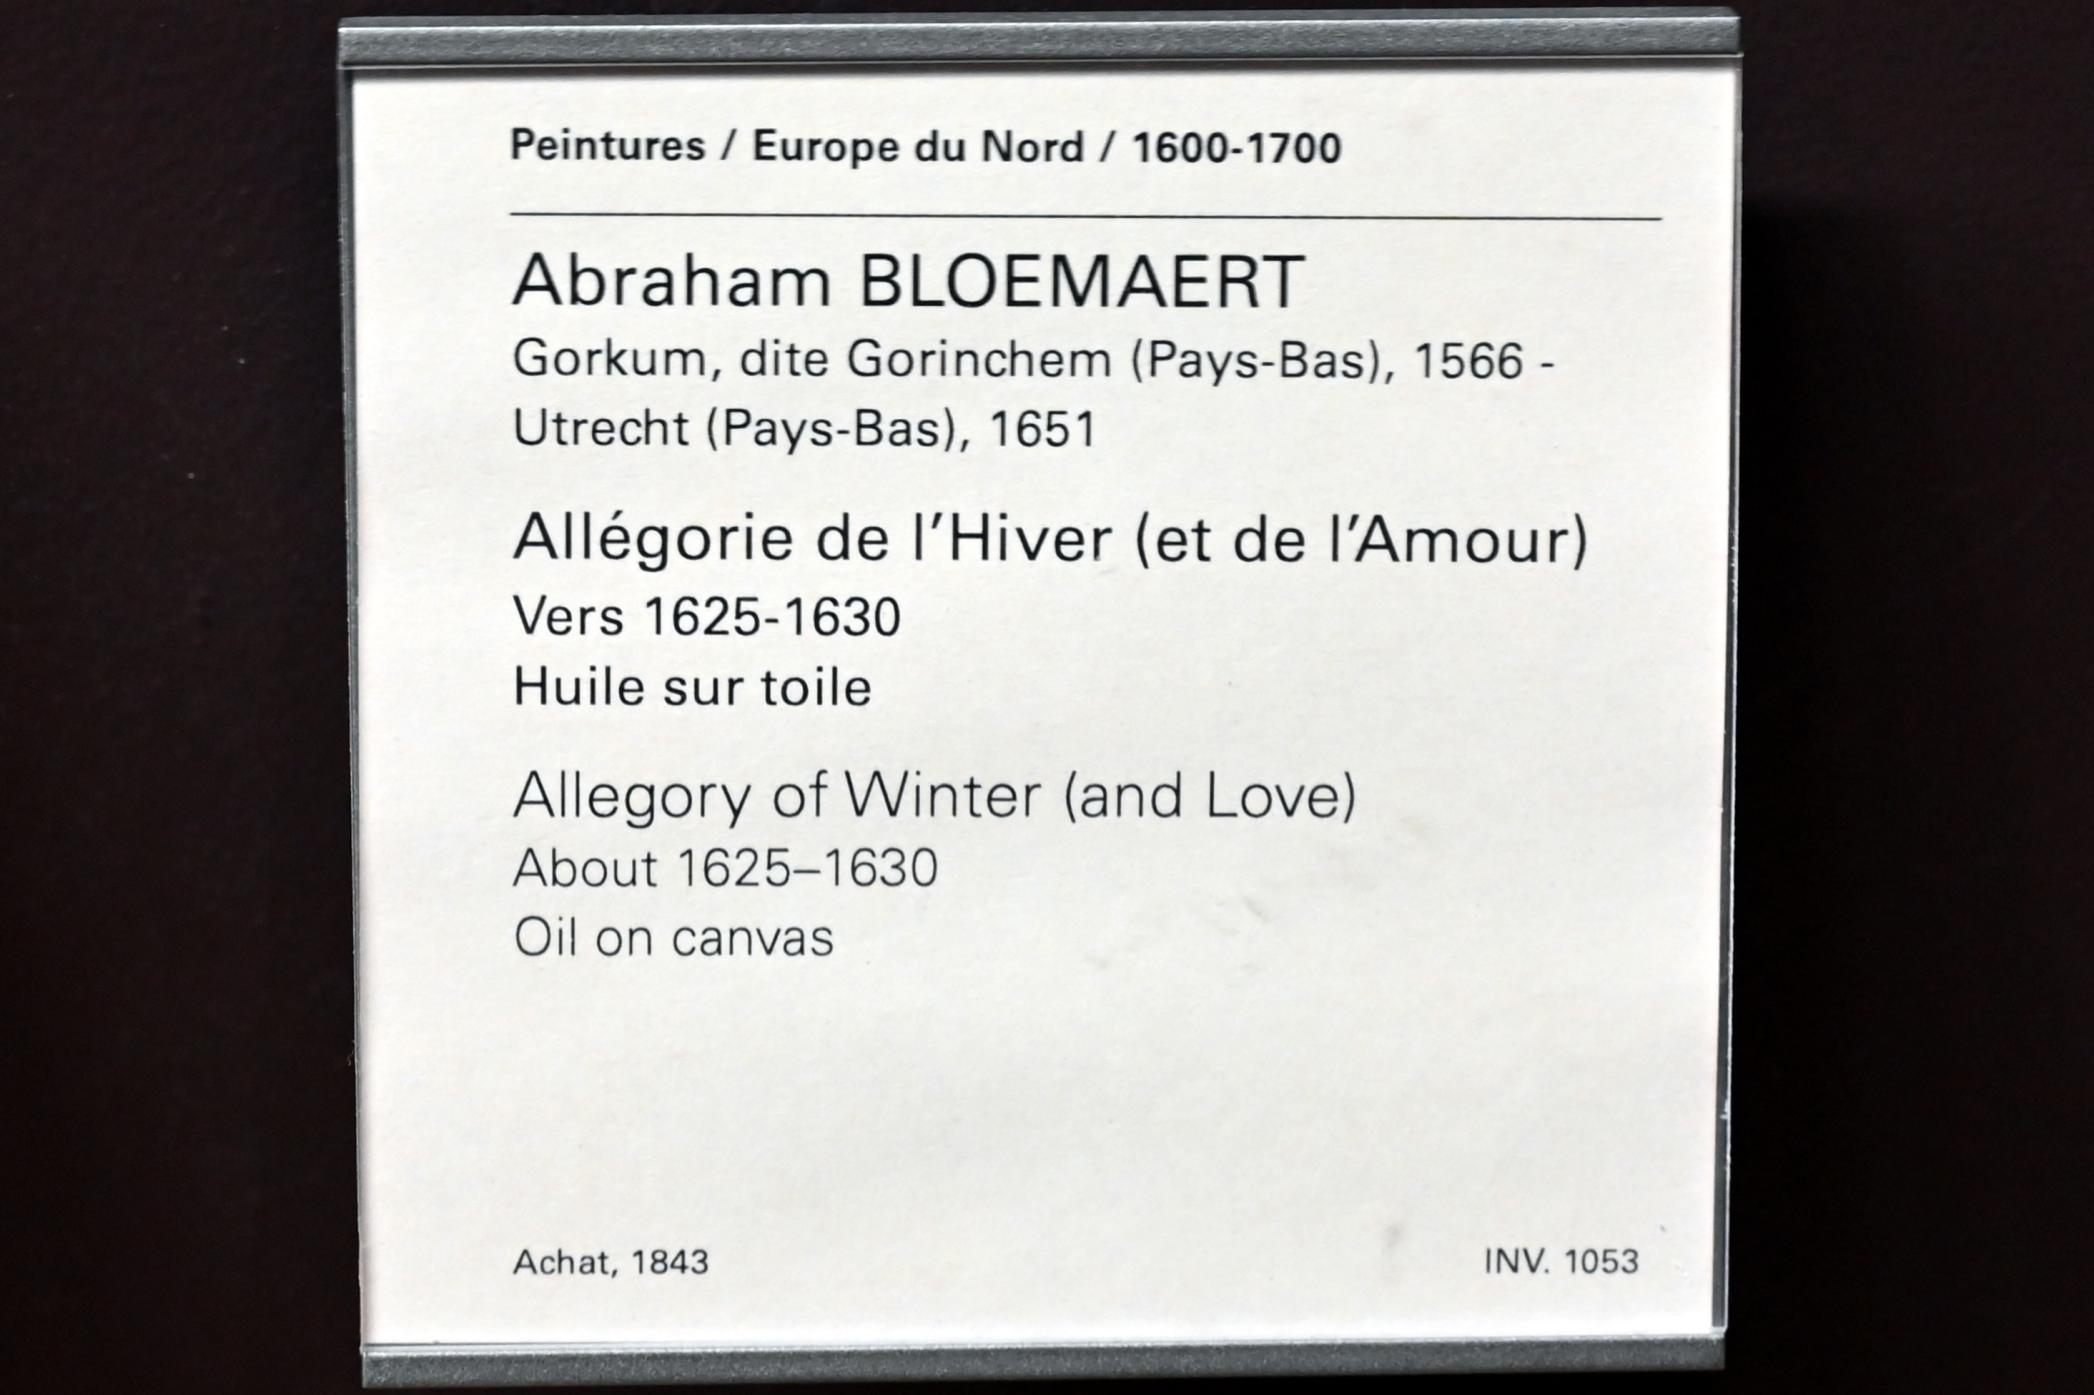 Peintures / Europe du Nord / 1600-1700
Abraham BLOEMAERT
Gorkum, dite Gorinchem (Pays-Bas), 1566 -
Utrecht (Pays-Bas), 1651
Allégorie de l’Hiver (et de l’Amour)
Vers 1625-1630
Huile sur toile
Allegory of Winter (and Love)
About 1625–1630
Oil on canvas
Achat, 1843
INV. 1053